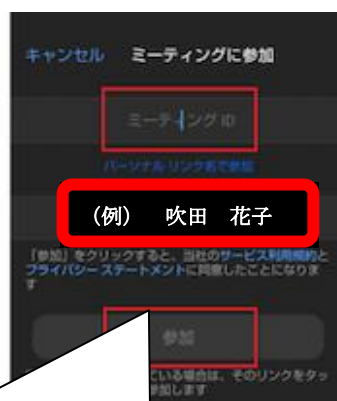 キャンセル ミーティングに参加
ミーティング ID
パーソナルリンク名で参加
(例) 吹田 花子
「参加」をクリックすると、当社のサービス利用規約と
プライバシーステートメントに同意したことになりま
す
参加
ている場合は、そのリンクをタッ
参加します